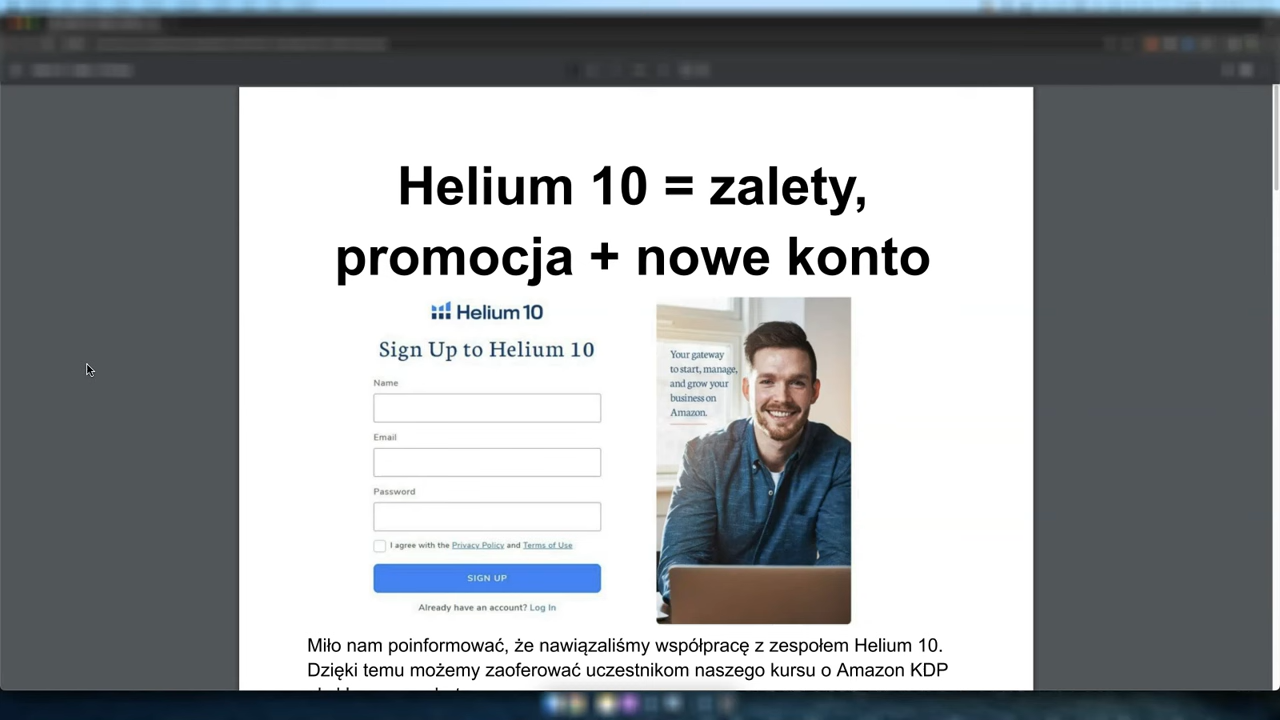 Helium 10 = zalety,
promocja + nowe konto
Helium 10
Sign Up to Helium 10
Name
Email
Password
I agree with the Privacy Policy and Terms of Use
SIGN UP
Already have an account? Log In
Your gateway
to start, manage,
and grow your
business on
Amazon.
Miło nam poinformować, że nawiązaliśmy współpracę z zespołem Helium 10.
Dzięki temu możemy zaoferować uczestnikom naszego kursu o Amazon KDP